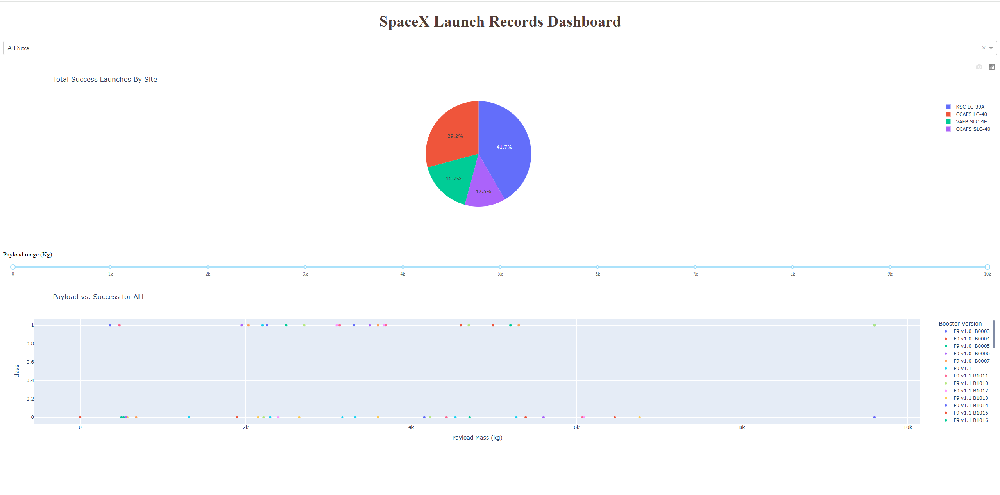 SpaceX Launch Records Dashboard
All Sites
Total Success Launches By Site
KSC LC-39A
CCAFS LC-40
VAFB SLC-4E
CCAFS SLC-40
29.2%
41.7%
16.7%
12.5%
Payload range (Kg):
0 1k 2k 3k 4k 5k 6k 7k 8k 9k 10k
Payload vs. Success for ALL
1
0.8
0.6
0.4
0.2
0
class
0 2k 4k 6k 8k 10k
Payload Mass (kg)
Booster Version
F9 v1.0  B0003
F9 v1.0  B0004
F9 v1.0  B0005
F9 v1.0  B0006
F9 v1.0  B0007
F9 v1.1
F9 v1.1 B1011
F9 v1.1 B1010
F9 v1.1 B1012
F9 v1.1 B1013
F9 v1.1 B1014
F9 v1.1 B1015
F9 v1.1 B1016